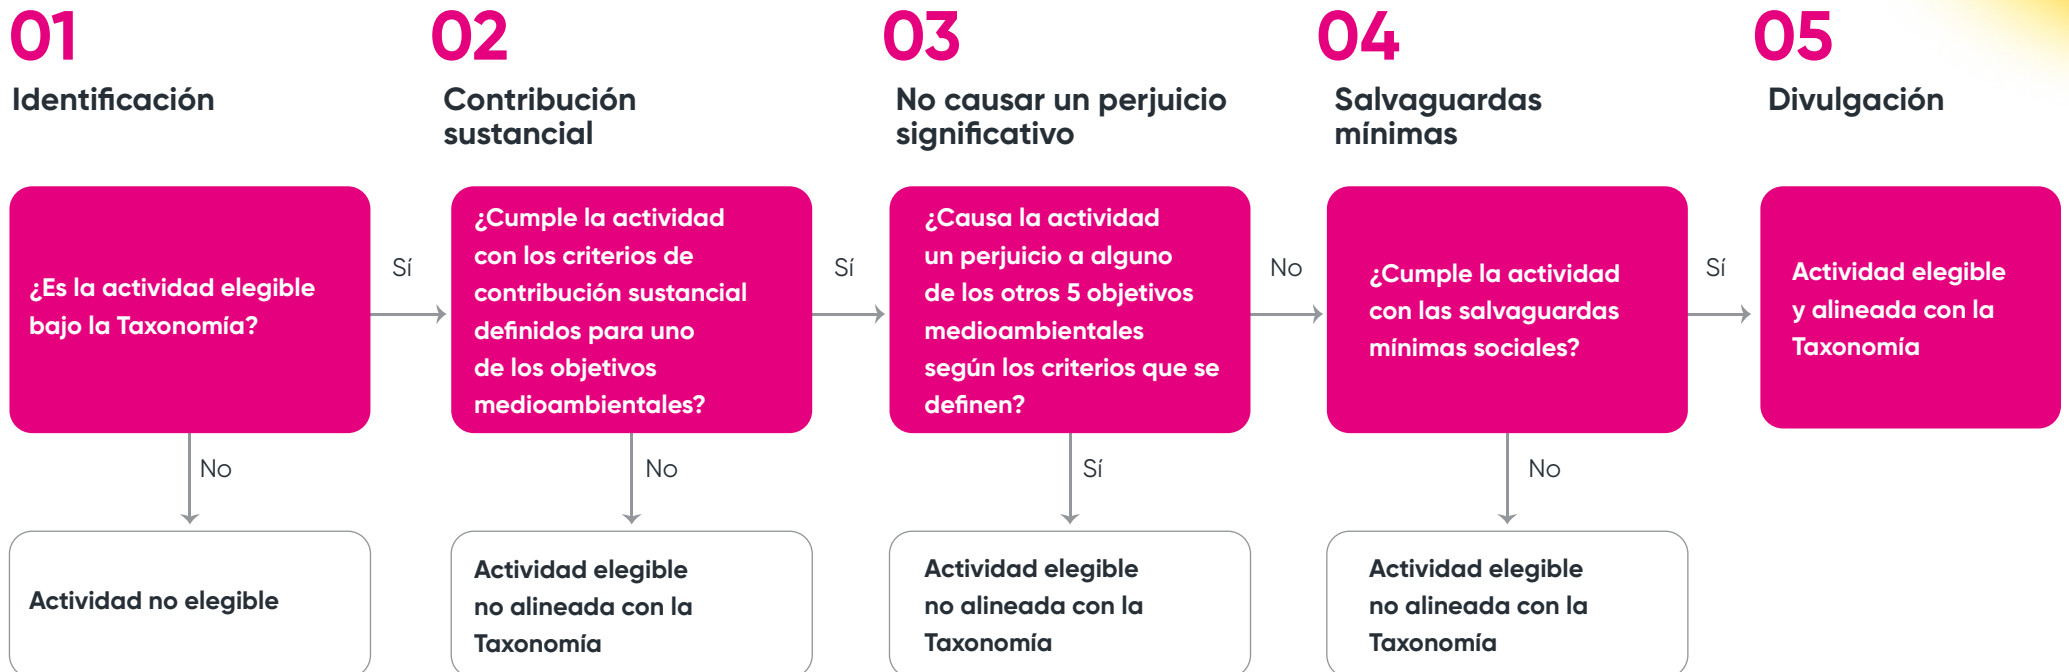 01
Identificación
¿Es la actividad elegible
bajo la Taxonomía?
Sí
No
Actividad no elegible
02
Contribución
sustancial
¿Cumple la actividad
con los criterios de
contribución sustancial
definidos para uno
de los objetivos
medioambientales?
Sí
No
Actividad elegible
no alineada con la
Taxonomía
03
No causar un perjuicio
significativo
¿Causa la actividad
un perjuicio a alguno
de los otros 5 objetivos
medioambientales
según los criterios que se
definen?
No
Sí
Actividad elegible
no alineada con la
Taxonomía
04
Salvaguardas
mínimas
¿Cumple la actividad
con las salvaguardas
mínimas sociales?
Sí
No
Actividad elegible
no alineada con la
Taxonomía
05
Divulgación
Actividad elegible
y alineada con la
Taxonomía